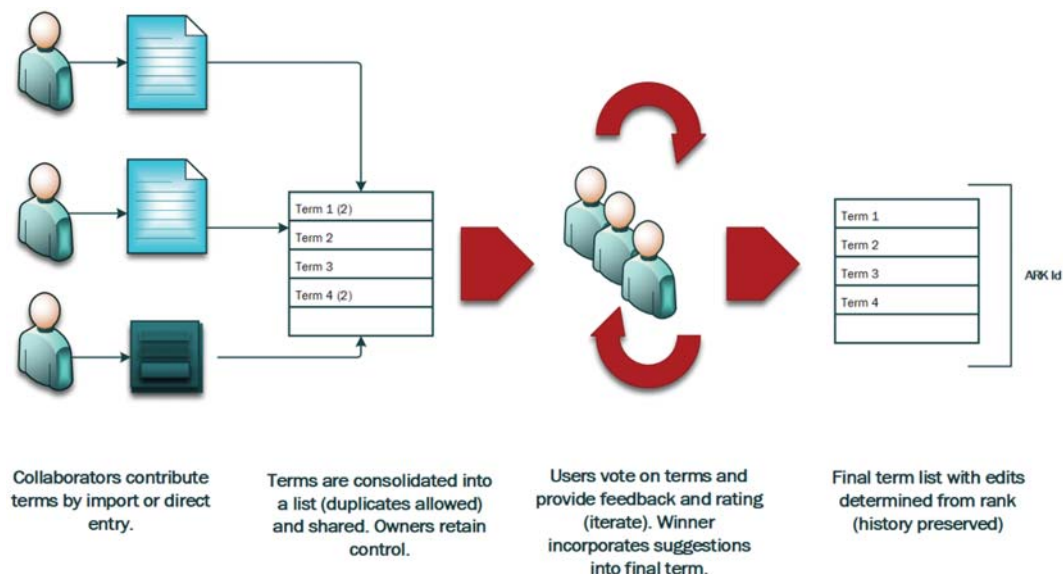 Term 1 (2)
Term 2
Term 3
Term 4 (2)
Term 1
Term 2
Term 3
Term 4
ARK Id
Collaborators contribute
terms by import or direct
entry.
Terms are consolidated into
a list (duplicates allowed)
and shared. Owners retain
control.
Users vote on terms and
provide feedback and rating
(iterate). Winner
incorporates suggestions
into final term.
Final term list with edits
determined from rank
(history preserved)